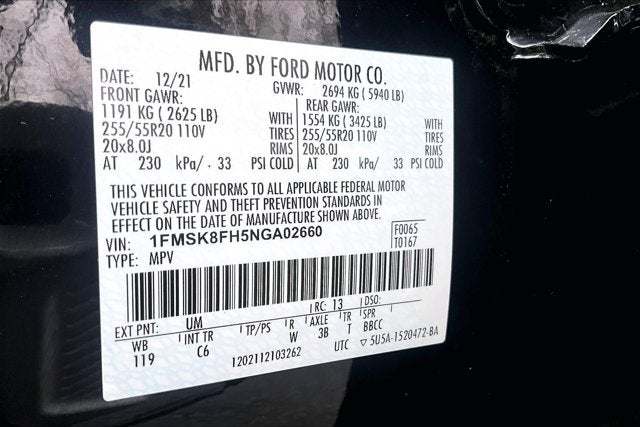 MFD. BY FORD MOTOR CO.
DATE: 12/21 GVWR: 2694 KG ( 5940 LB)
FRONT GAWR: REAR GAWR:
1191 KG ( 2625 LB) WITH 1554 KG ( 3425 LB) WITH
255/55R20 110V TIRES 255/55R20 110V TIRES
20x8.0J RIMS 20x8.0J RIMS
AT 230 kPa/ . 33 PSI COLD AT 230 kPa/ 33 PSI COLD
THIS VEHICLE CONFORMS TO ALL APPLICABLE FEDERAL MOTOR
VEHICLE SAFETY AND THEFT PREVENTION STANDARDS IN
EFFECT ON THE DATE OF MANUFACTURE SHOWN ABOVE.
VIN: 1FMSK8FH5NGA02660 F0065
TYPE: MPV T0167
EXT PNT: UM RC: 13 DSO:
WB INT TR TP/PS R AXLE TR SPR
119 C6 W 3B T BBCC
1202112103262 UTC ▽ 5U5A-1520472-BA